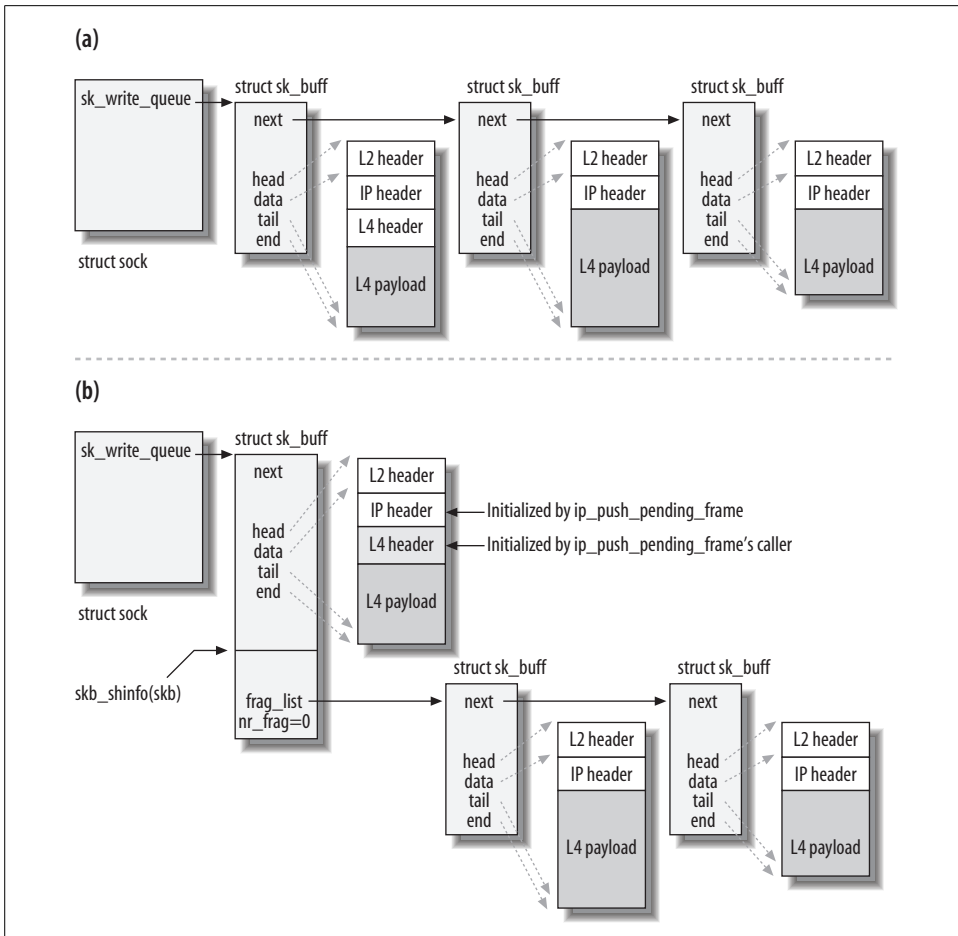 (a)
struct sk_buff
struct sk_buff
struct sk_buff
sk_write_queue
next
next
next
L2 header
L2 header
L2 header
head
head
head
IP header
IP header
IP header
data
data
data
L4 header
tail
tail
tail
end
end
end
struct sock
L4 payload
L4 payload
L4 payload
(b)
struct sk_buff
sk_write_queue
next
L2 header
IP header
Initialized by ip_push_pending_frame
head
data
L4 header
Initialized by ip_push_pending_frame's caller
tail
end
L4 payload
struct sock
struct sk_buff
struct sk_buff
skb_shinfo(skb)
frag_list
nr_frag=0
next
next
L2 header
L2 header
head
head
IP header
IP header
data
data
tail
tail
end
end
L4 payload
L4 payload